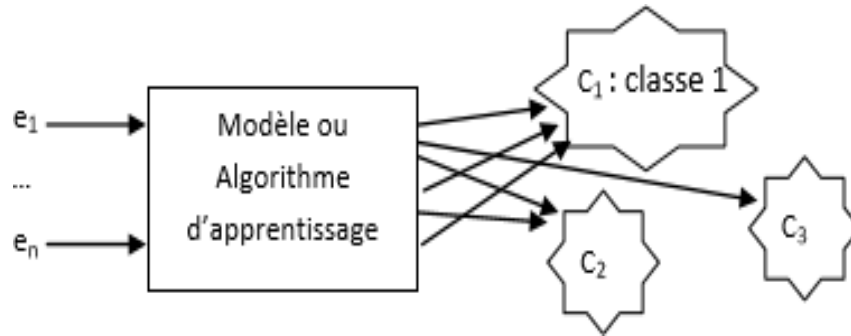 e1
...
en
Modèle ou
Algorithme
d'apprentissage
C1 : classe 1
C2
C3